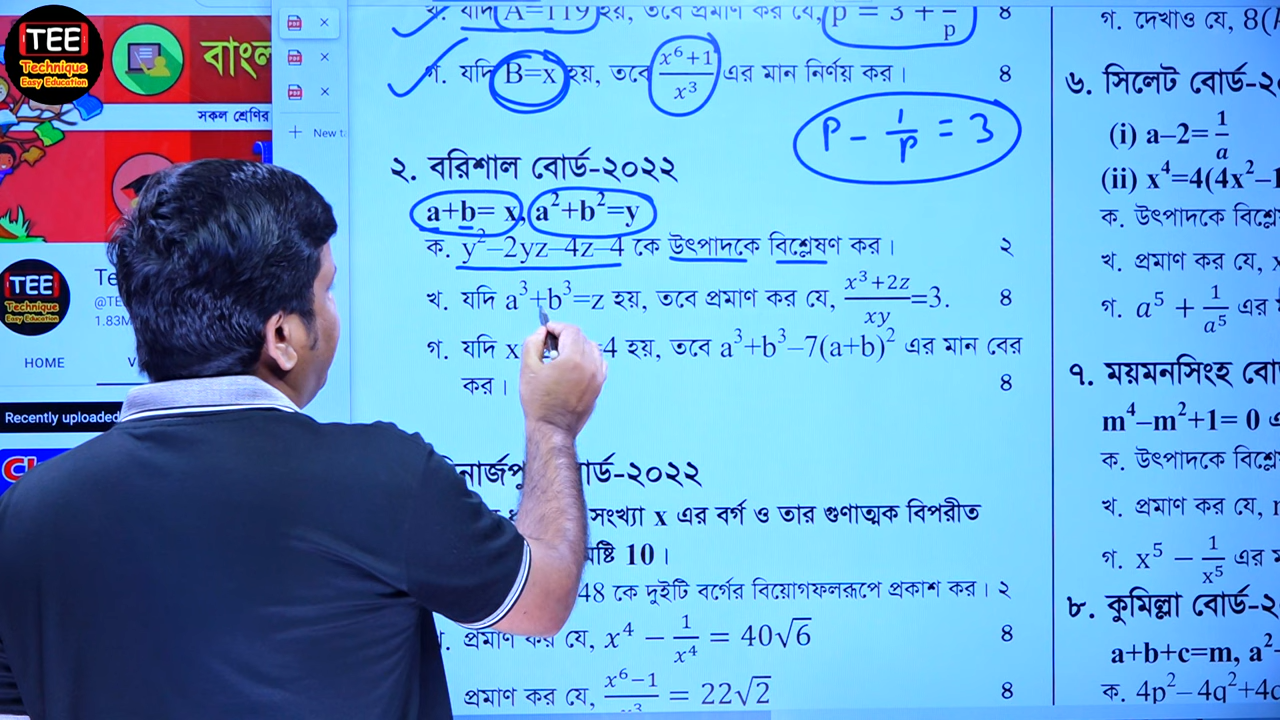 TEE
Technique
Easy Education
বাংল
সকল শ্রেণির
New
খ. যদি A=119 হয়, তবে প্রমাণ কর যে, p = 3 + 1/p ৪
গ. যদি B=x হয়, তবে (x⁶+1)/x³ এর মান নির্ণয় কর। ৪
P - 1/P = 3
২. বরিশাল বোর্ড-২০২২
a+b= x, a²+b²=y
ক. y²–2yz–4z–4 কে উৎপাদকে বিশ্লেষণ কর। ২
খ. যদি a³+b³=z হয়, তবে প্রমাণ কর যে, (x³+2z)/xy =3. ৪
গ. যদি x =4 হয়, তবে a³+b³–7(a+b)² এর মান বের
কর। ৪
বোর্ড-২০২২
সংখ্যা x এর বর্গ ও তার গুণাত্মক বিপরীত
10।
48 কে দুইটি বর্গের বিয়োগফলরূপে প্রকাশ কর। ২
প্রমাণ কর যে, x⁴ − 1/x⁴ = 40√6 ৪
প্রমাণ কর যে, (x⁶−1)/x³ = 22√2 ৪
গ. দেখাও যে, 8(
৬. সিলেট বোর্ড-২
(i) a–2= 1/a
(ii) x⁴=4(4x²–1
ক. উৎপাদকে বিশ্লে
খ. প্রমাণ কর যে,
গ. a⁵ + 1/a⁵ এর
৭. ময়মনসিংহ বো
m⁴–m²+1= 0
ক. উৎপাদকে বিশ্লে
খ. প্রমাণ কর যে,
গ. x⁵ − 1/x⁵ এর
৮. কুমিল্লা বোর্ড-২
a+b+c=m, a²
ক. 4p²–4q²+4
TEE
Technique
Easy Education
Te
@TE
1.83M
HOME
V
Recently uploaded